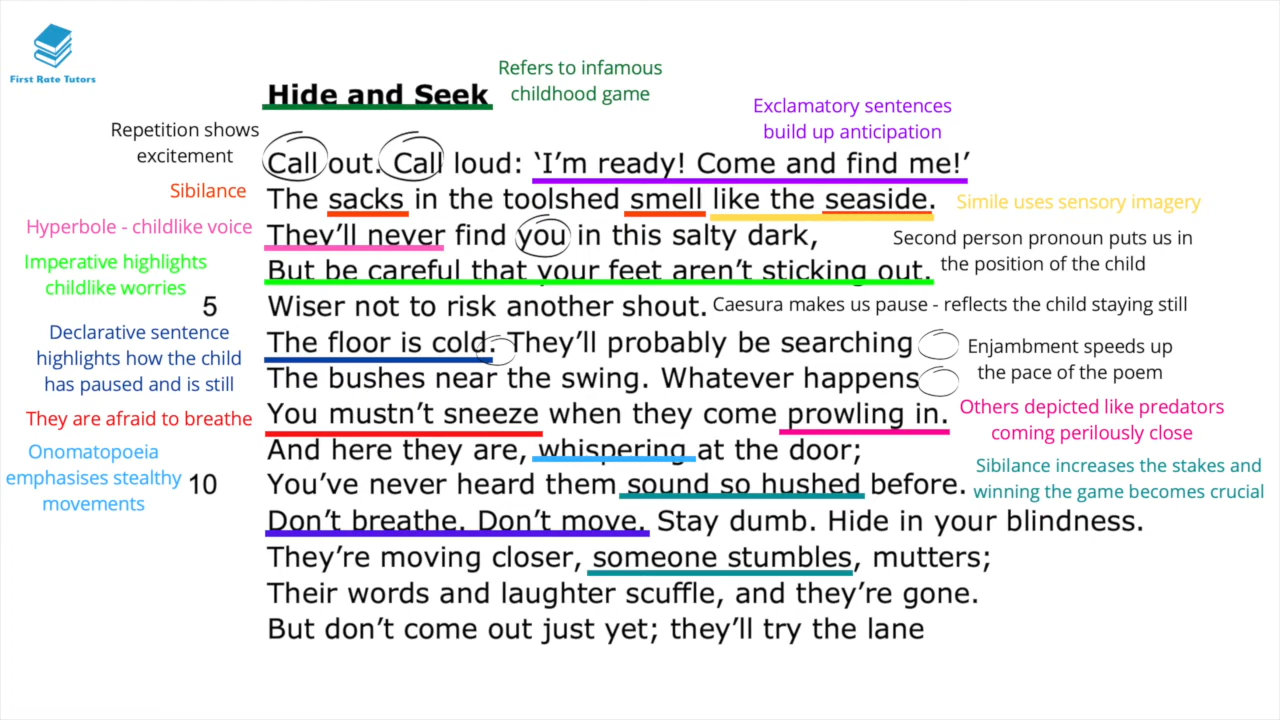 First Rate Tutors
Refers to infamous
childhood game
Hide and Seek
Exclamatory sentences
build up anticipation
Repetition shows
excitement
Call out. Call loud: ‘I’m ready! Come and find me!’
Sibilance
The sacks in the toolshed smell like the seaside.
Simile uses sensory imagery
Hyperbole - childlike voice
They’ll never find you in this salty dark,
Second person pronoun puts us in
the position of the child
Imperative highlights
childlike worries
But be careful that your feet aren’t sticking out.
5
Wiser not to risk another shout.
Caesura makes us pause - reflects the child staying still
Declarative sentence
highlights how the child
has paused and is still
The floor is cold. They’ll probably be searching
Enjambment speeds up
the pace of the poem
The bushes near the swing. Whatever happens
They are afraid to breathe
You mustn’t sneeze when they come prowling in.
Others depicted like predators
coming perilously close
Onomatopoeia
emphasises stealthy
movements
And here they are, whispering at the door;
10
You’ve never heard them sound so hushed before.
Sibilance increases the stakes and
winning the game becomes crucial
Don’t breathe. Don’t move. Stay dumb. Hide in your blindness.
They’re moving closer, someone stumbles, mutters;
Their words and laughter scuffle, and they’re gone.
But don’t come out just yet; they’ll try the lane